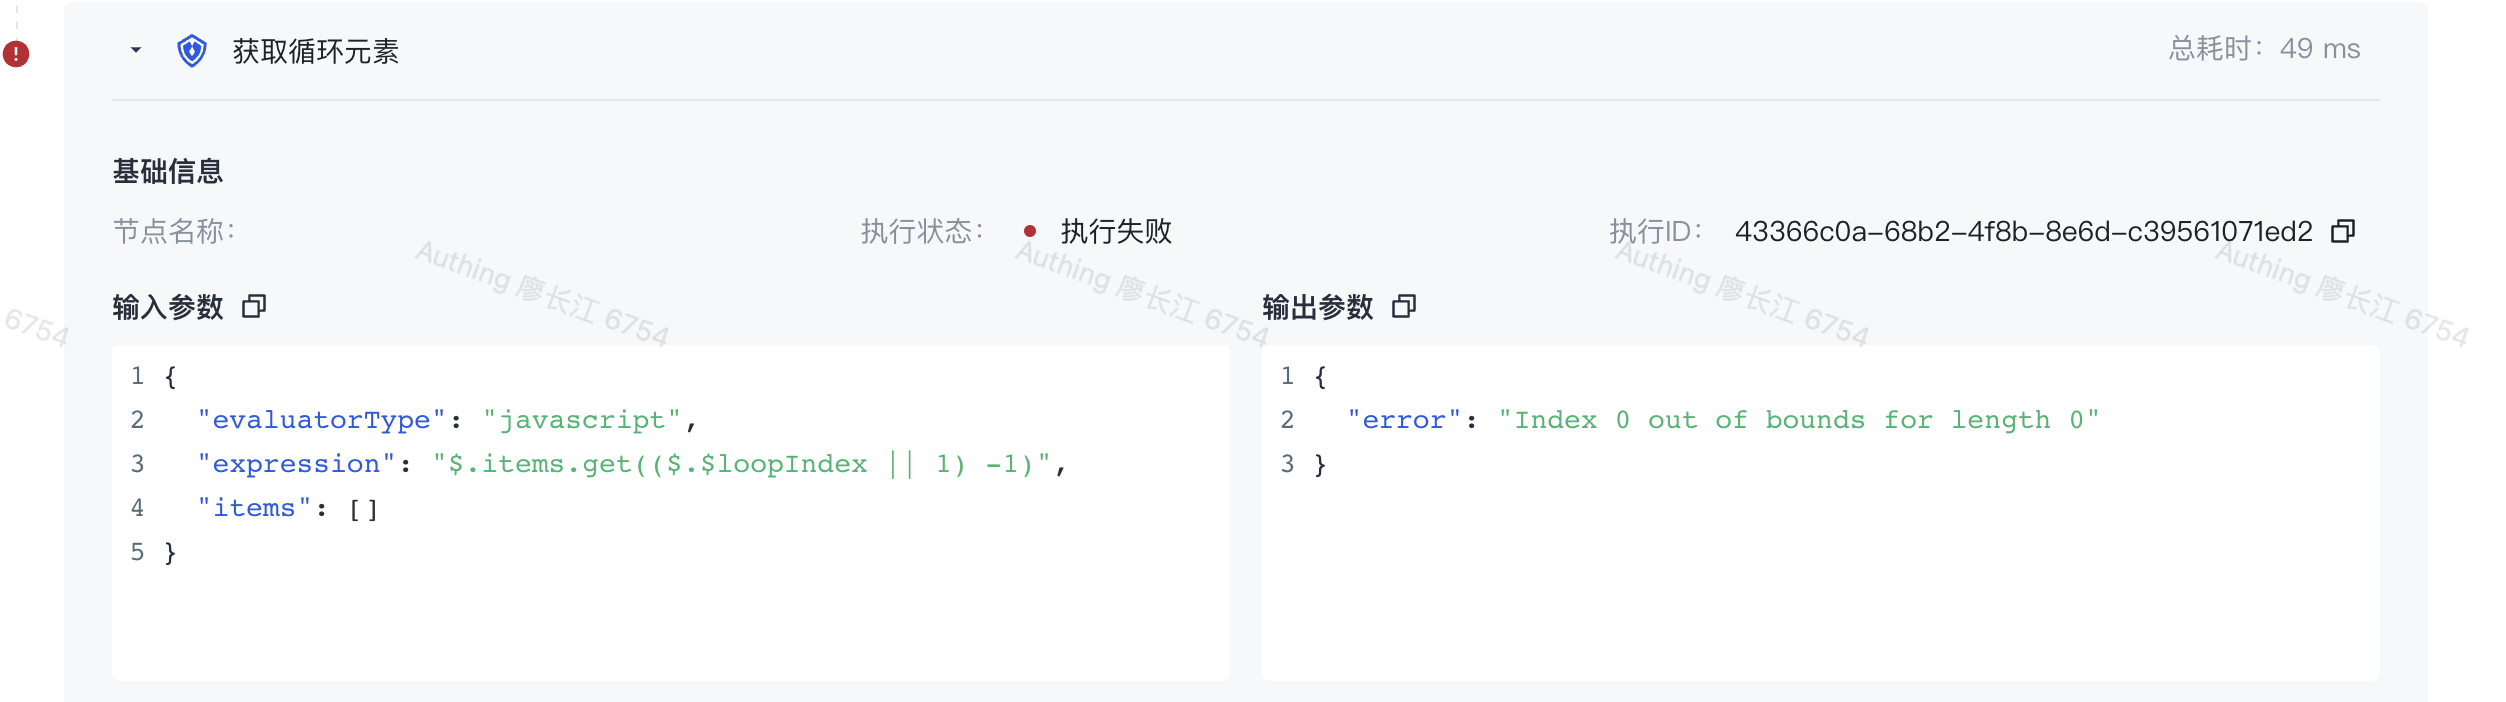 获取循环元素
总耗时：49 ms
基础信息
节点名称：
执行状态： 执行失败
执行ID： 43366c0a-68b2-4f8b-8e6d-c39561071ed2
输入参数
1 {
2 "evaluatorType": "javascript",
3 "expression": "$.items.get(($.$loopIndex || 1) -1)",
4 "items": []
5 }
输出参数
1 {
2 "error": "Index 0 out of bounds for length 0"
3 }
6754
Authing 廖长江 6754
Authing 廖长江 6754
Authing 廖长江 6754
Authing 廖长江 6754